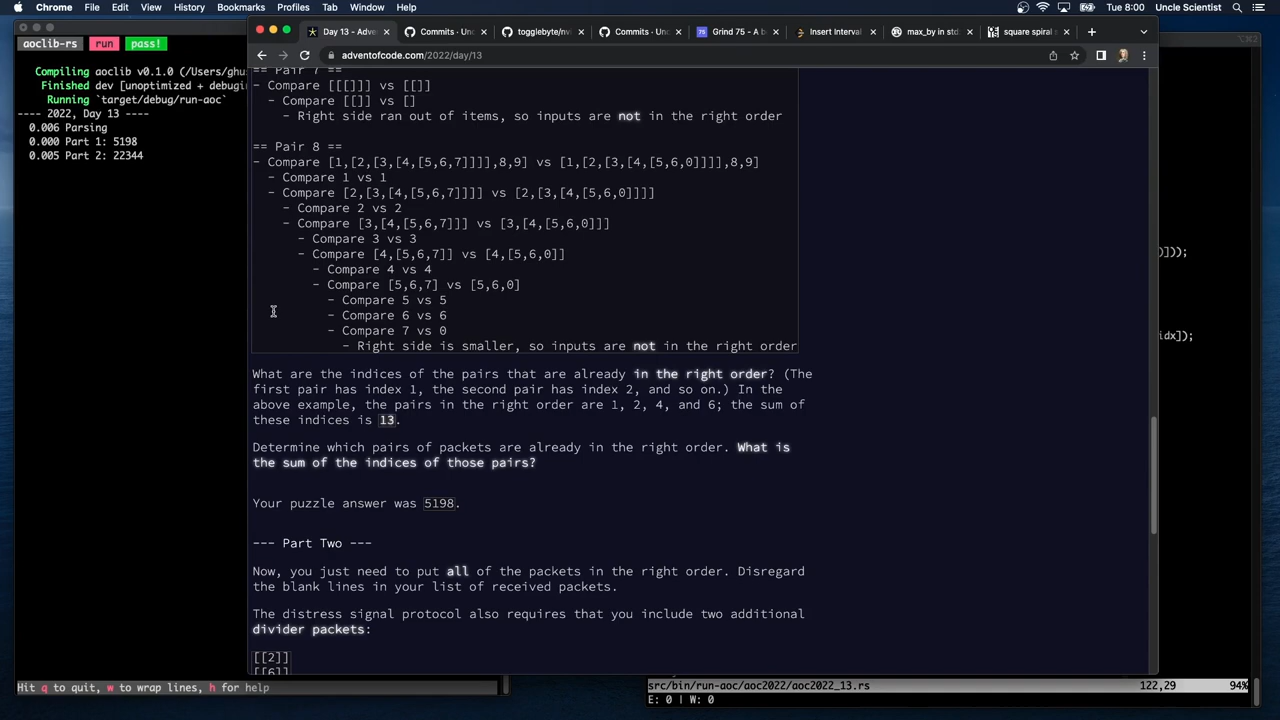 Chrome File Edit View History Bookmarks Profiles Tab Window Help
Tue 8:00 Uncle Scientist
aoclib-rs run pass!
Day 13 - Adve
Commits · Unc
togglebyte/nvi
Commits · Unc
Grind 75 - A b
Insert Interval
max_by in std
square spiral s
adventofcode.com/2022/day/13
Compiling aoclib v0.1.0 (/Users/ghu
Finished dev [unoptimized + debugin
Running `target/debug/run-aoc`
---- 2022, Day 13 ----
0.006 Parsing
0.000 Part 1: 5198
0.005 Part 2: 22344
== Pair 7 ==
- Compare [[[]]] vs [[]]
- Compare [[]] vs []
- Right side ran out of items, so inputs are not in the right order
== Pair 8 ==
- Compare [1,[2,[3,[4,[5,6,7]]]],8,9] vs [1,[2,[3,[4,[5,6,0]]]],8,9]
- Compare 1 vs 1
- Compare [2,[3,[4,[5,6,7]]]] vs [2,[3,[4,[5,6,0]]]]
- Compare 2 vs 2
- Compare [3,[4,[5,6,7]]] vs [3,[4,[5,6,0]]]
- Compare 3 vs 3
- Compare [4,[5,6,7]] vs [4,[5,6,0]]
- Compare 4 vs 4
- Compare [5,6,7] vs [5,6,0]
- Compare 5 vs 5
- Compare 6 vs 6
- Compare 7 vs 0
- Right side is smaller, so inputs are not in the right order
What are the indices of the pairs that are already in the right order? (The
first pair has index 1, the second pair has index 2, and so on.) In the
above example, the pairs in the right order are 1, 2, 4, and 6; the sum of
these indices is 13.
Determine which pairs of packets are already in the right order. What is
the sum of the indices of those pairs?
Your puzzle answer was 5198.
--- Part Two ---
Now, you just need to put all of the packets in the right order. Disregard
the blank lines in your list of received packets.
The distress signal protocol also requires that you include two additional
divider packets:
[[2]]
[[6]]
)]));
idx]);
Hit q to quit, w to wrap lines, h for help
src/bin/run-aoc/aoc2022/aoc2022_13.rs 122,29 94%
E: 0 | W: 0